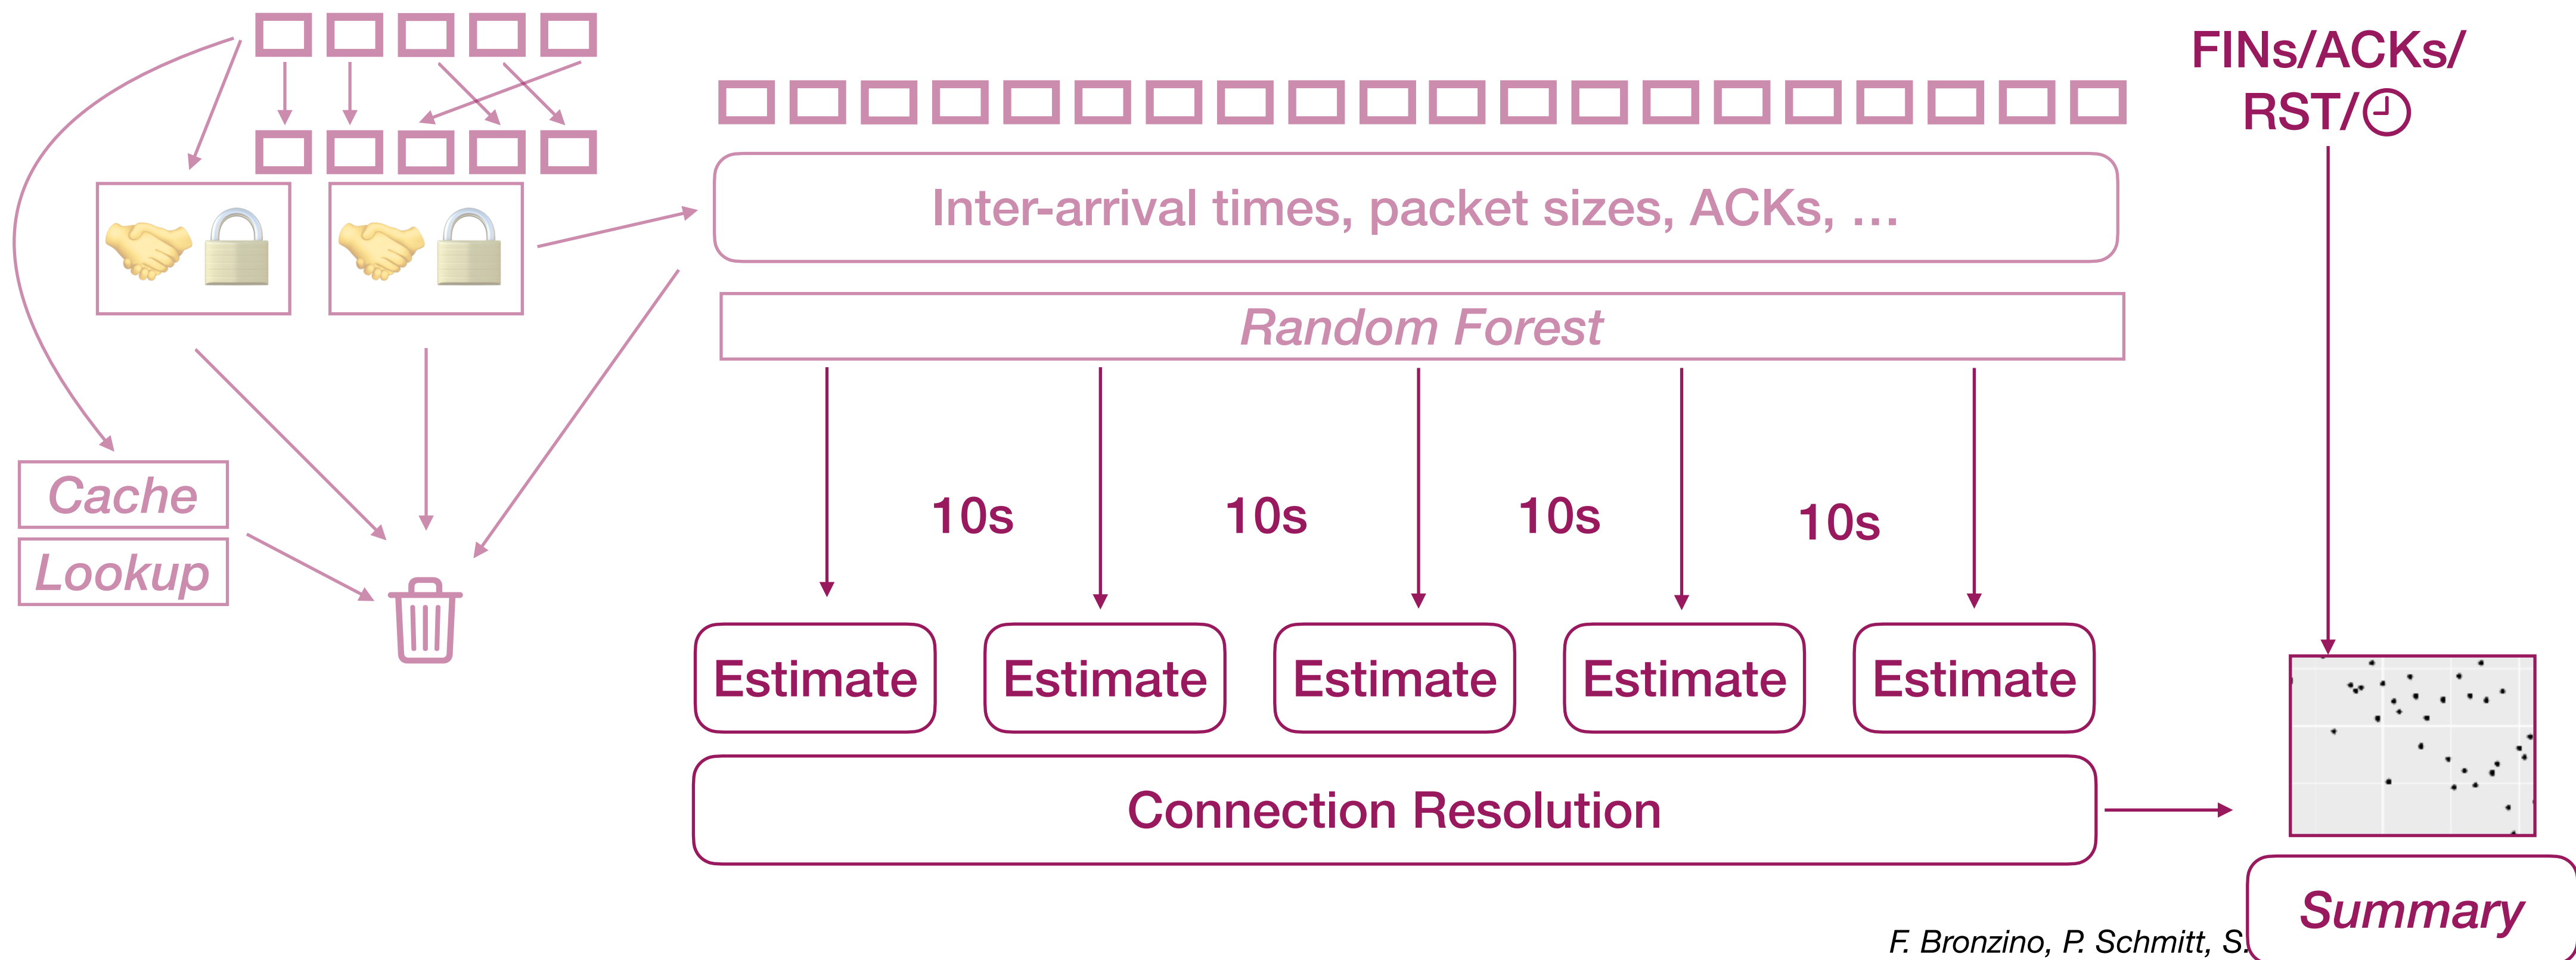 FINs/ACKs/
RST/
Inter-arrival times, packet sizes, ACKs, …
Random Forest
Cache
Lookup
10s
10s
10s
10s
Estimate
Estimate
Estimate
Estimate
Estimate
Connection Resolution
Summary
F. Bronzino, P. Schmitt, S.